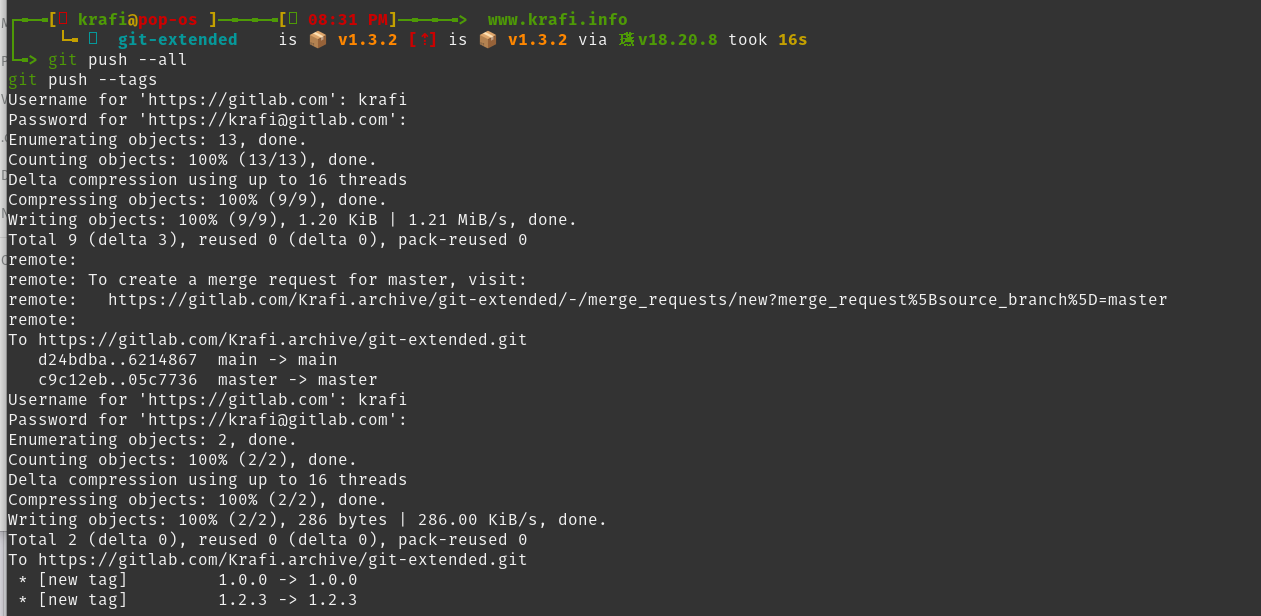 [ krafi@pop-os ]———[ 08:31 PM]———> www.krafi.info
git-extended is 📦 v1.3.2 [⇡] is 📦 v1.3.2 via v18.20.8 took 16s
> git push --all
git push --tags
Username for 'https://gitlab.com': krafi
Password for 'https://krafi@gitlab.com':
Enumerating objects: 13, done.
Counting objects: 100% (13/13), done.
Delta compression using up to 16 threads
Compressing objects: 100% (9/9), done.
Writing objects: 100% (9/9), 1.20 KiB | 1.21 MiB/s, done.
Total 9 (delta 3), reused 0 (delta 0), pack-reused 0
remote:
remote: To create a merge request for master, visit:
remote:   https://gitlab.com/Krafi.archive/git-extended/-/merge_requests/new?merge_request%5Bsource_branch%5D=master
remote:
To https://gitlab.com/Krafi.archive/git-extended.git
   d24bdba..6214867  main -> main
   c9c12eb..05c7736  master -> master
Username for 'https://gitlab.com': krafi
Password for 'https://krafi@gitlab.com':
Enumerating objects: 2, done.
Counting objects: 100% (2/2), done.
Delta compression using up to 16 threads
Compressing objects: 100% (2/2), done.
Writing objects: 100% (2/2), 286 bytes | 286.00 KiB/s, done.
Total 2 (delta 0), reused 0 (delta 0), pack-reused 0
To https://gitlab.com/Krafi.archive/git-extended.git
 * [new tag]         1.0.0 -> 1.0.0
 * [new tag]         1.2.3 -> 1.2.3